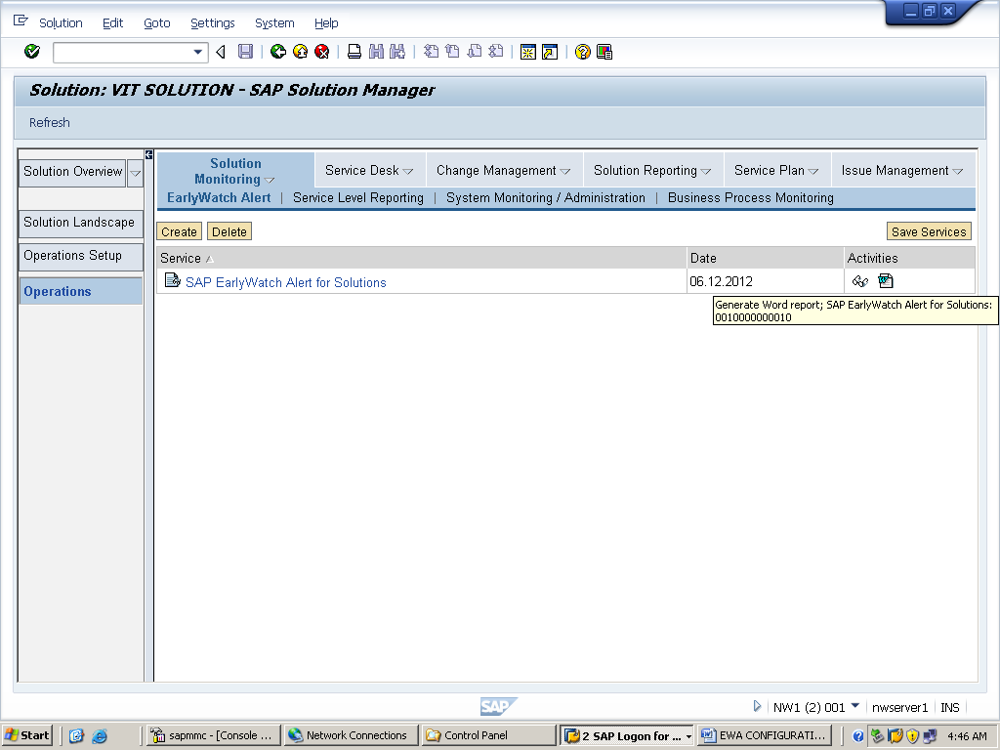 Solution Edit Goto Settings System Help
Solution: VIT SOLUTION - SAP Solution Manager
Refresh
Solution Overview
Solution Landscape
Operations Setup
Operations
Solution Monitoring
Service Desk
Change Management
Solution Reporting
Service Plan
Issue Management
EarlyWatch Alert | Service Level Reporting | System Monitoring / Administration | Business Process Monitoring
Create Delete Save Services
Service Date Activities
SAP EarlyWatch Alert for Solutions 06.12.2012
Generate Word report; SAP EarlyWatch Alert for Solutions:
0010000000010
SAP
NW1 (2) 001 nwserver1 INS
Start sapmmc - [Console ... Network Connections Control Panel 2 SAP Logon for ... EWA CONFIGURATI... 4:46 AM